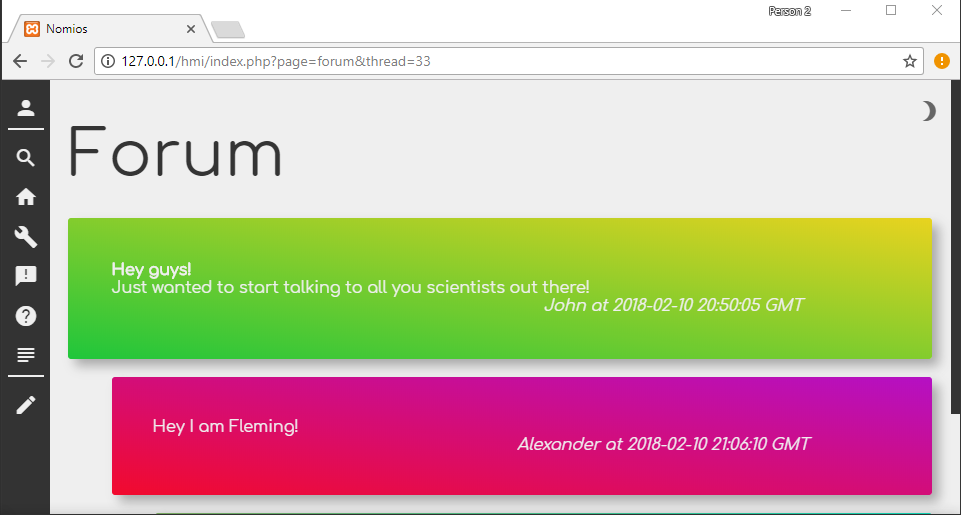 Person 2
Nomios
127.0.0.1/hmi/index.php?page=forum&thread=33
Forum
Hey guys!
Just wanted to start talking to all you scientists out there!
John at 2018-02-10 20:50:05 GMT
Hey I am Fleming!
Alexander at 2018-02-10 21:06:10 GMT